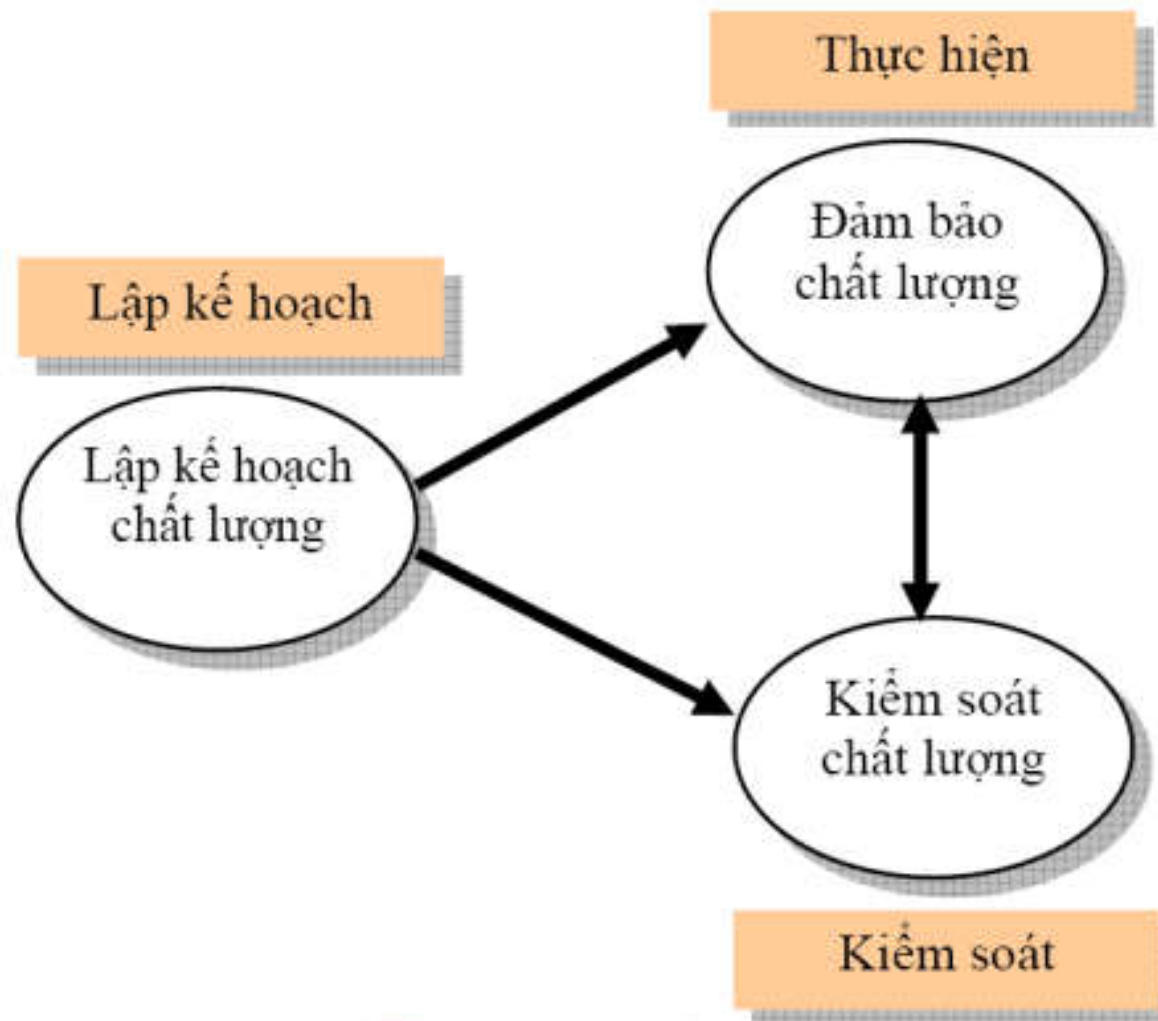 Thực hiện
Đảm bảo
chất lượng
Lập kế hoạch
Lập kế hoạch
chất lượng
Kiểm soát
chất lượng
Kiểm soát